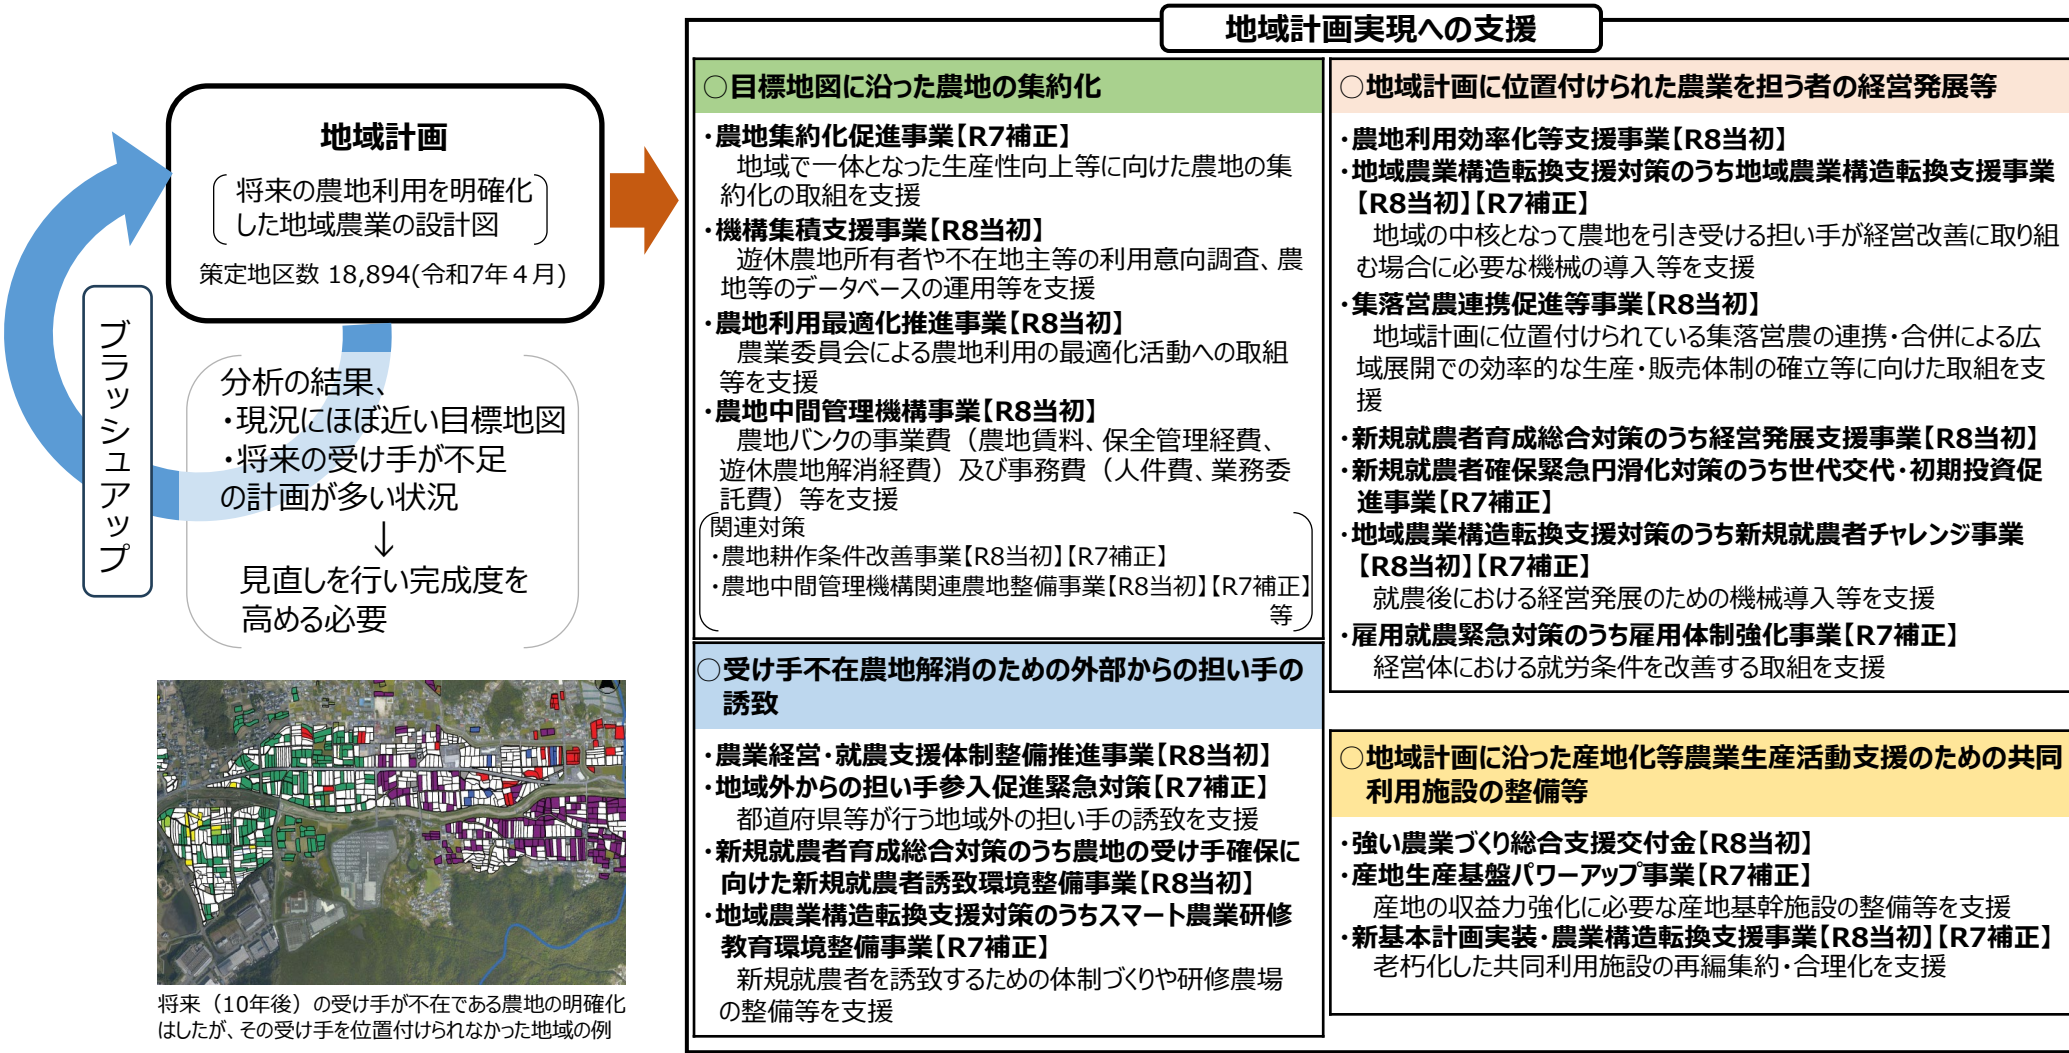 地域計画実現への支援
地域計画
将来の農地利用を明確化
した地域農業の設計図
策定地区数 18,894(令和7年４月)
ブラッシュアップ
分析の結果、
・現況にほぼ近い目標地図
・将来の受け手が不足
の計画が多い状況
↓
見直しを行い完成度を
高める必要
将来（10年後）の受け手が不在である農地の明確化
はしたが、その受け手を位置付けられなかった地域の例
○目標地図に沿った農地の集約化
・農地集約化促進事業【R7補正】
地域で一体となった生産性向上等に向けた農地の集
約化の取組を支援
・機構集積支援事業【R8当初】
遊休農地所有者や不在地主等の利用意向調査、農
地等のデータベースの運用等を支援
・農地利用最適化推進事業【R8当初】
農業委員会による農地利用の最適化活動への取組
等を支援
・農地中間管理機構事業【R8当初】
農地バンクの事業費（農地賃料、保全管理経費、
遊休農地解消経費）及び事務費（人件費、業務委
託費）等を支援
関連対策
・農地耕作条件改善事業【R8当初】【R7補正】
・農地中間管理機構関連農地整備事業【R8当初】【R7補正】
等
○受け手不在農地解消のための外部からの担い手の
誘致
・農業経営・就農支援体制整備推進事業【R8当初】
・地域外からの担い手参入促進緊急対策【R7補正】
都道府県等が行う地域外の担い手の誘致を支援
・新規就農者育成総合対策のうち農地の受け手確保に
向けた新規就農者誘致環境整備事業【R8当初】
・地域農業構造転換支援対策のうちスマート農業研修
教育環境整備事業【R7補正】
新規就農者を誘致するための体制づくりや研修農場
の整備等を支援
○地域計画に位置付けられた農業を担う者の経営発展等
・農地利用効率化等支援事業【R8当初】
・地域農業構造転換支援対策のうち地域農業構造転換支援事業
【R8当初】【R7補正】
地域の中核となって農地を引き受ける担い手が経営改善に取り組
む場合に必要な機械の導入等を支援
・集落営農連携促進等事業【R8当初】
地域計画に位置付けられている集落営農の連携・合併による広
域展開での効率的な生産・販売体制の確立等に向けた取組を支
援
・新規就農者育成総合対策のうち経営発展支援事業【R8当初】
・新規就農者確保緊急円滑化対策のうち世代交代・初期投資促
進事業【R7補正】
・地域農業構造転換支援対策のうち新規就農者チャレンジ事業
【R8当初】【R7補正】
就農後における経営発展のための機械導入等を支援
・雇用就農緊急対策のうち雇用体制強化事業【R7補正】
経営体における就労条件を改善する取組を支援
○地域計画に沿った産地化等農業生産活動支援のための共同
利用施設の整備等
・強い農業づくり総合支援交付金【R8当初】
・産地生産基盤パワーアップ事業【R7補正】
産地の収益力強化に必要な産地基幹施設の整備等を支援
・新基本計画実装・農業構造転換支援事業【R8当初】【R7補正】
老朽化した共同利用施設の再編集約・合理化を支援